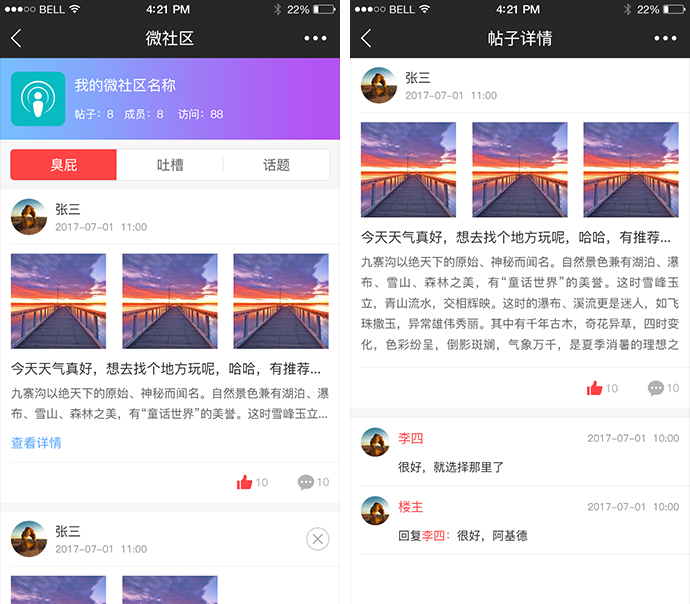 BELL 4:21 PM 22%
微社区
我的微社区名称
帖子：8 成员：8 访问：88
臭屁 吐槽 话题
张三
2017-07-01 11:00
今天天气真好，想去找个地方玩呢，哈哈，有推荐...
九寨沟以绝天下的原始、神秘而闻名。自然景色兼有湖泊、瀑
布、雪山、森林之美，有“童话世界”的美誉。这时雪峰玉立...
查看详情
10 10
张三
2017-07-01 11:00
BELL 4:21 PM 22%
帖子详情
张三
2017-07-01 11:00
今天天气真好，想去找个地方玩呢，哈哈，有推荐...
九寨沟以绝天下的原始、神秘而闻名。自然景色兼有湖泊、瀑
布、雪山、森林之美，有“童话世界”的美誉。这时雪峰玉
立，青山流水，交相辉映。这时的瀑布、溪流更是迷人，如飞
珠撒玉，异常雄伟秀丽。其中有千年古木，奇花异草，四时变
化，色彩纷呈，倒影斑斓，气象万千，是夏季消暑的理想之
10 10
李四 2017-07-01 10:00
很好，就选择那里了
楼主 2017-07-01 10:00
回复李四：很好，阿基德